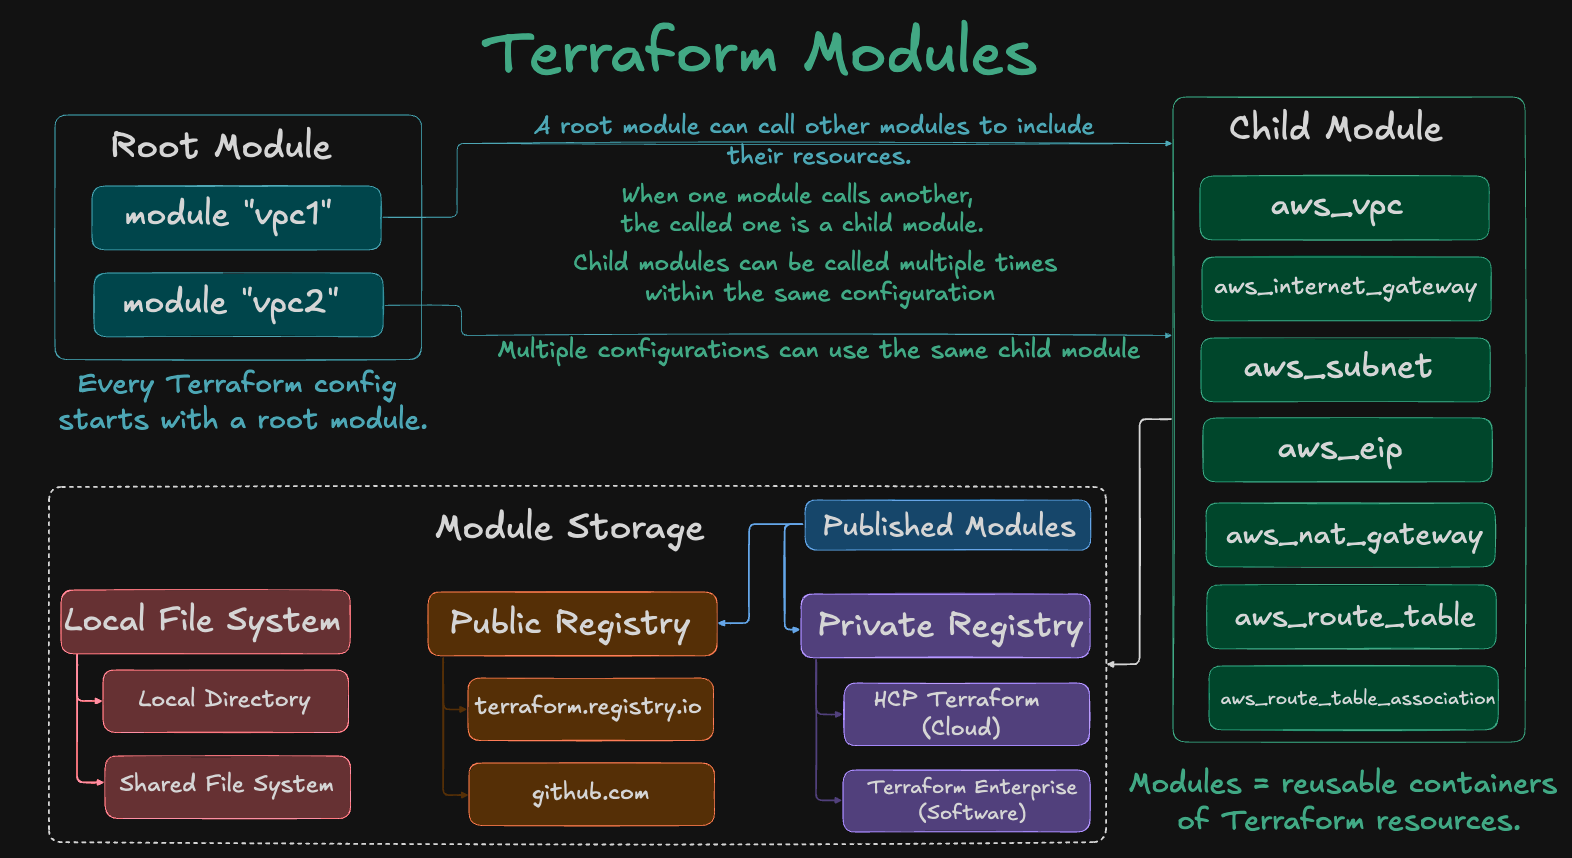 Terraform Modules
Root Module
module "vpc1"
module "vpc2"
Every Terraform config
starts with a root module.
A root module can call other modules to include
their resources.
When one module calls another,
the called one is a child module.
Child modules can be called multiple times
within the same configuration
Multiple configurations can use the same child module
Child Module
aws_vpc
aws_internet_gateway
aws_subnet
aws_eip
aws_nat_gateway
aws_route_table
aws_route_table_association
Modules = reusable containers
of Terraform resources.
Module Storage
Published Modules
Local File System
Local Directory
Shared File System
Public Registry
terraform.registry.io
github.com
Private Registry
HCP Terraform
(Cloud)
Terraform Enterprise
(Software)